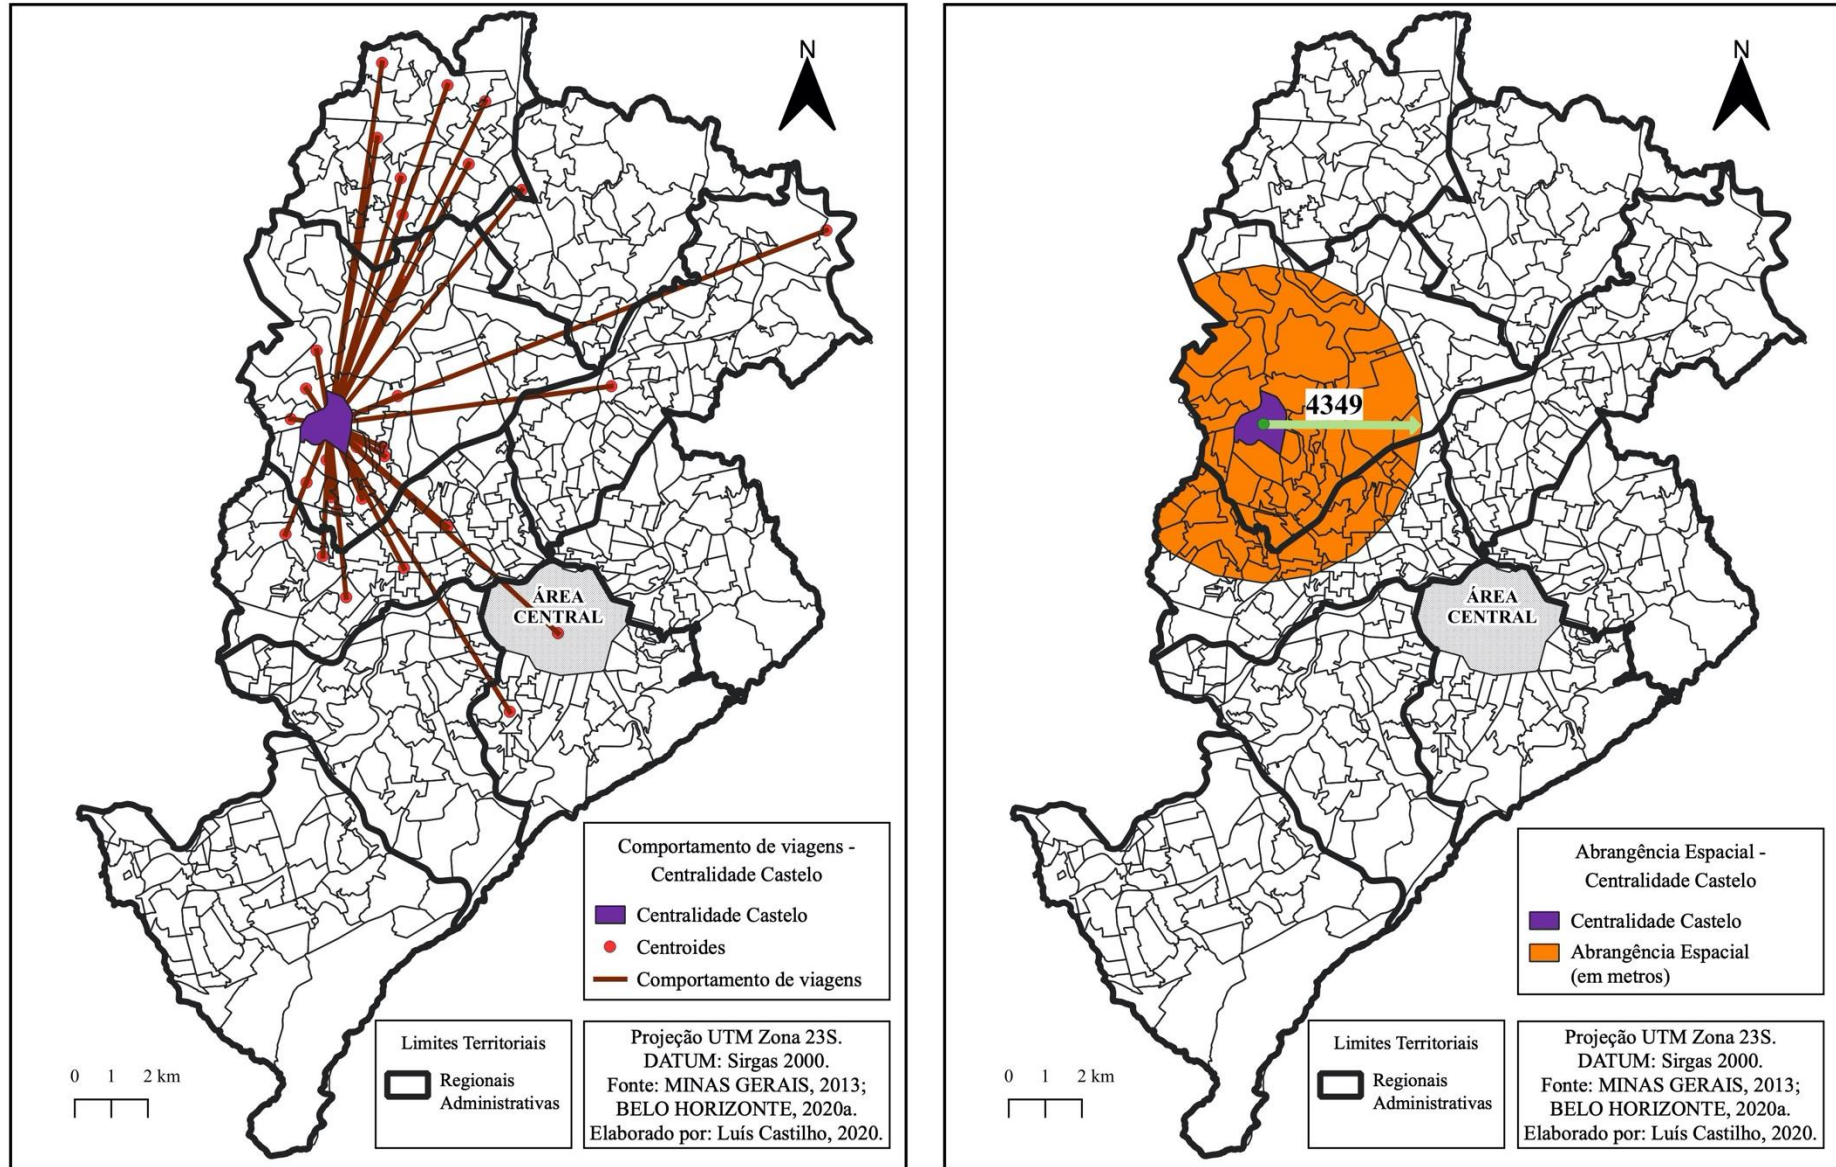 N
ÁREA
CENTRAL
Comportamento de viagens -
Centralidade Castelo
Centralidade Castelo
Centroides
Comportamento de viagens
Limites Territoriais
Regionais
Administrativas
0 1 2 km
Projeção UTM Zona 23S.
DATUM: Sirgas 2000.
Fonte: MINAS GERAIS, 2013;
BELO HORIZONTE, 2020a.
Elaborado por: Luís Castilho, 2020.
N
4349
ÁREA
CENTRAL
Abrangência Espacial -
Centralidade Castelo
Centralidade Castelo
Abrangência Espacial
(em metros)
Limites Territoriais
Regionais
Administrativas
0 1 2 km
Projeção UTM Zona 23S.
DATUM: Sirgas 2000.
Fonte: MINAS GERAIS, 2013;
BELO HORIZONTE, 2020a.
Elaborado por: Luís Castilho, 2020.